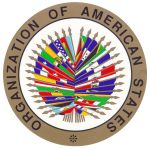 ORGANIZATION OF AMERICAN STATES